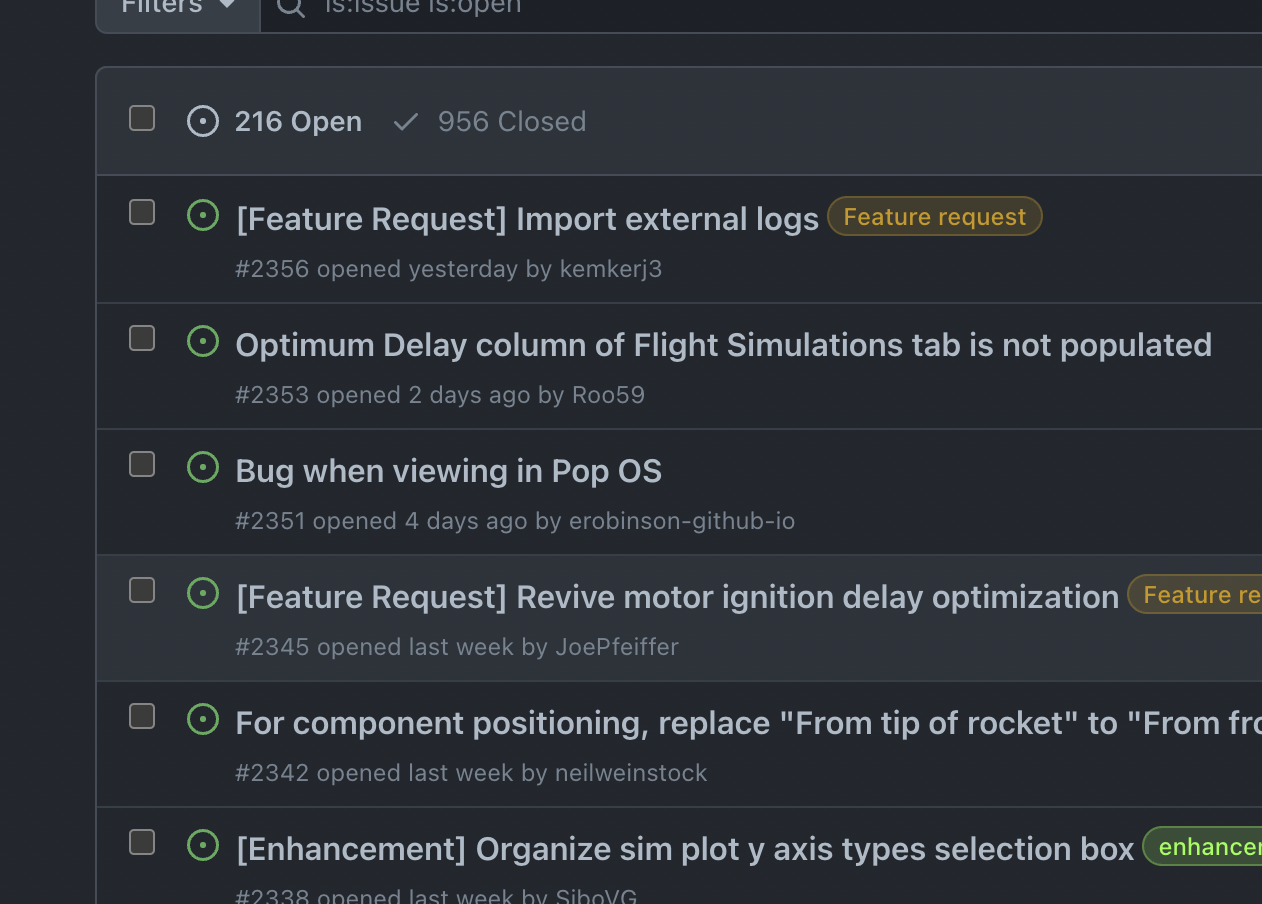 Filters is:issue is:open
216 Open 956 Closed
[Feature Request] Import external logs Feature request
#2356 opened yesterday by kemkerj3
Optimum Delay column of Flight Simulations tab is not populated
#2353 opened 2 days ago by Roo59
Bug when viewing in Pop OS
#2351 opened 4 days ago by erobinson-github-io
[Feature Request] Revive motor ignition delay optimization Feature re
#2345 opened last week by JoePfeiffer
For component positioning, replace "From tip of rocket" to "From fro
#2342 opened last week by neilweinstock
[Enhancement] Organize sim plot y axis types selection box enhancem
#2338 opened last week by SiboVG